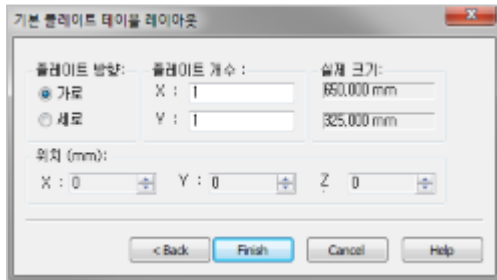 기본 플레이트 테이블 레이아웃
플레이트 방향: 플레이트 개수 : 실제 크기:
가로 X : 1 650,000 mm
세로 Y : 1 325,000 mm
위치 (mm):
X : 0 Y : 0 Z 0
< Back Finish Cancel Help